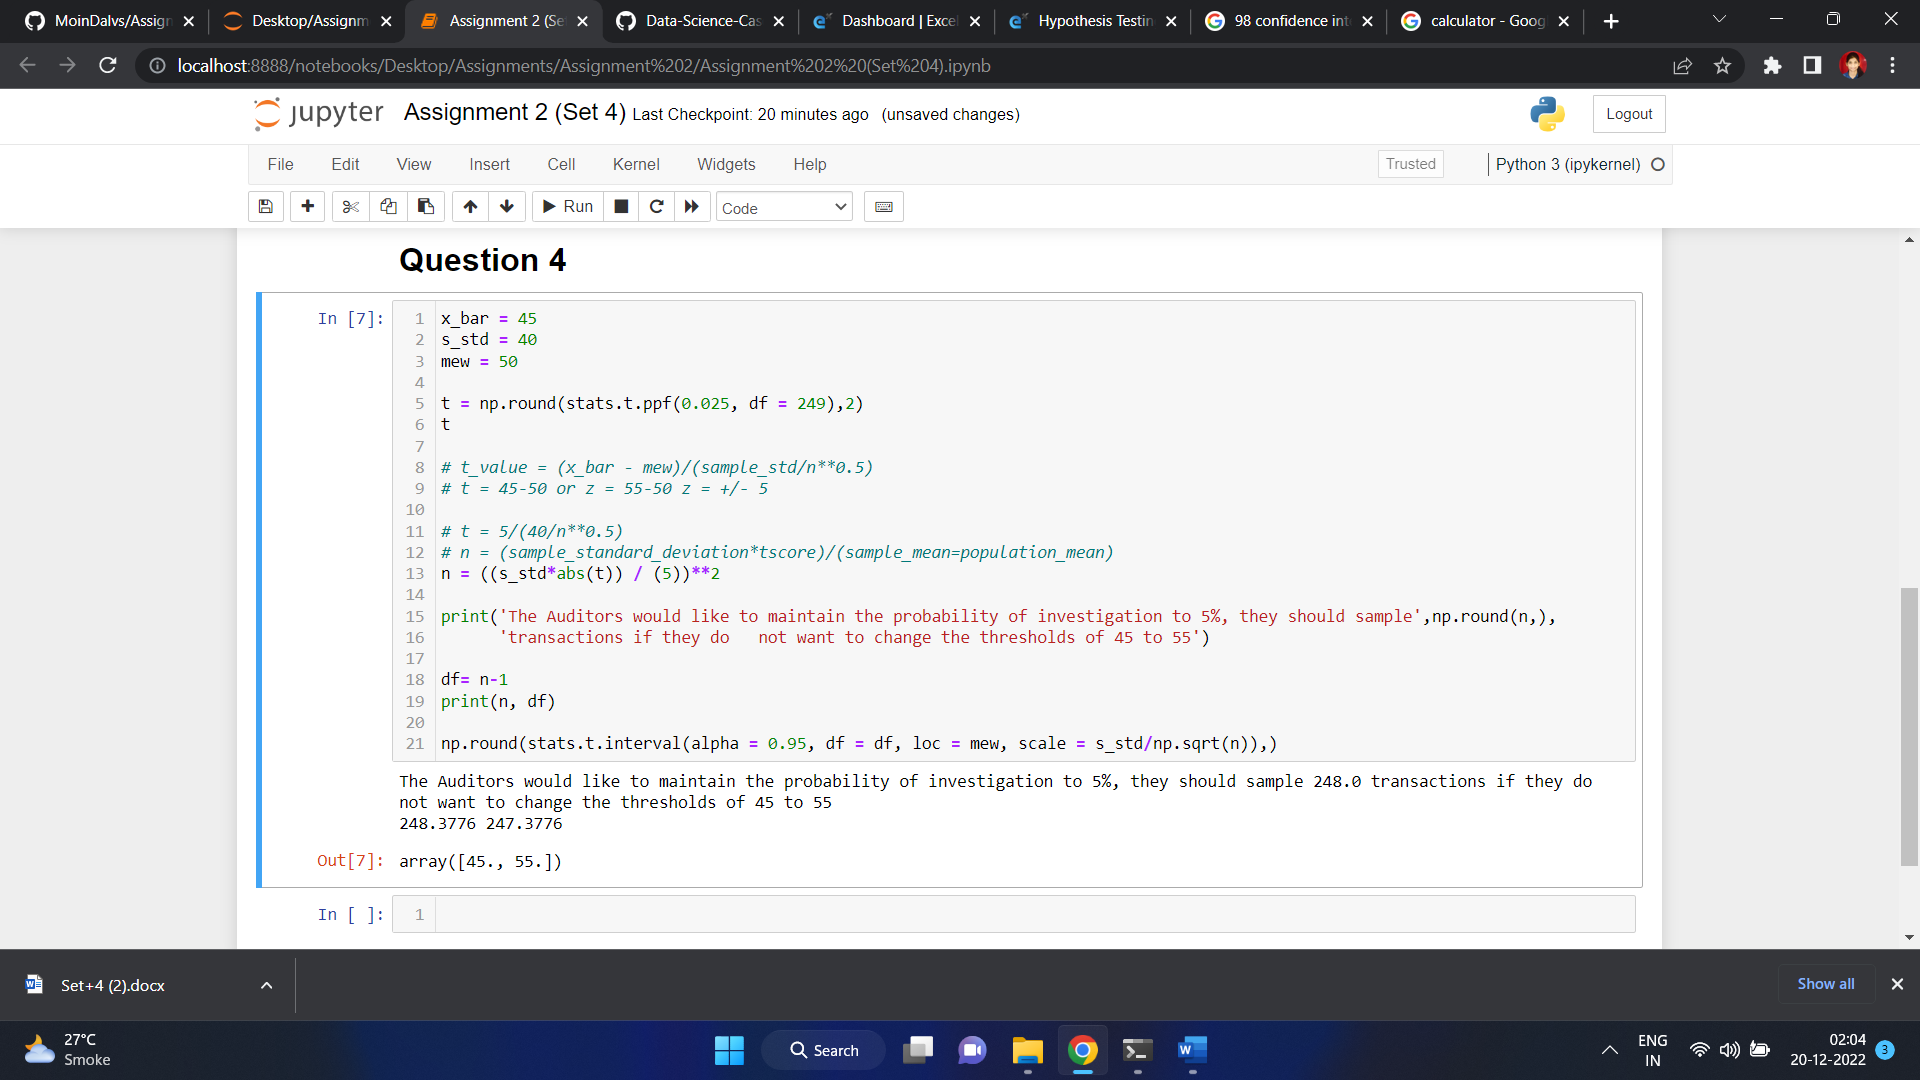 MoinDalvs/Assign
Desktop/Assignm
Assignment 2 (Se
Data-Science-Cas
Dashboard | Excel
Hypothesis Testin
98 confidence int
calculator - Goog
localhost:8888/notebooks/Desktop/Assignments/Assignment%202/Assignment%202%20(Set%204).ipynb
jupyter Assignment 2 (Set 4) Last Checkpoint: 20 minutes ago (unsaved changes)
Logout
File Edit View Insert Cell Kernel Widgets Help
Trusted
Python 3 (ipykernel)
Run
Code
Question 4
In [7]:
1 x_bar = 45
2 s_std = 40
3 mew = 50
4
5 t = np.round(stats.t.ppf(0.025, df = 249),2)
6 t
7
8 # t_value = (x_bar - mew)/(sample_std/n**0.5)
9 # t = 45-50 or z = 55-50 z = +/- 5
10
11 # t = 5/(40/n**0.5)
12 # n = (sample_standard_deviation*tscore)/(sample_mean=population_mean)
13 n = ((s_std*abs(t)) / (5))**2
14
15 print('The Auditors would like to maintain the probability of investigation to 5%, they should sample',np.round(n,),
16 'transactions if they do   not want to change the thresholds of 45 to 55')
17
18 df= n-1
19 print(n, df)
20
21 np.round(stats.t.interval(alpha = 0.95, df = df, loc = mew, scale = s_std/np.sqrt(n)),)
The Auditors would like to maintain the probability of investigation to 5%, they should sample 248.0 transactions if they do
not want to change the thresholds of 45 to 55
248.3776 247.3776
Out[7]: array([45., 55.])
In [ ]:
1
Set+4 (2).docx
Show all
27°C
Smoke
Search
ENG
IN
02:04
20-12-2022
3